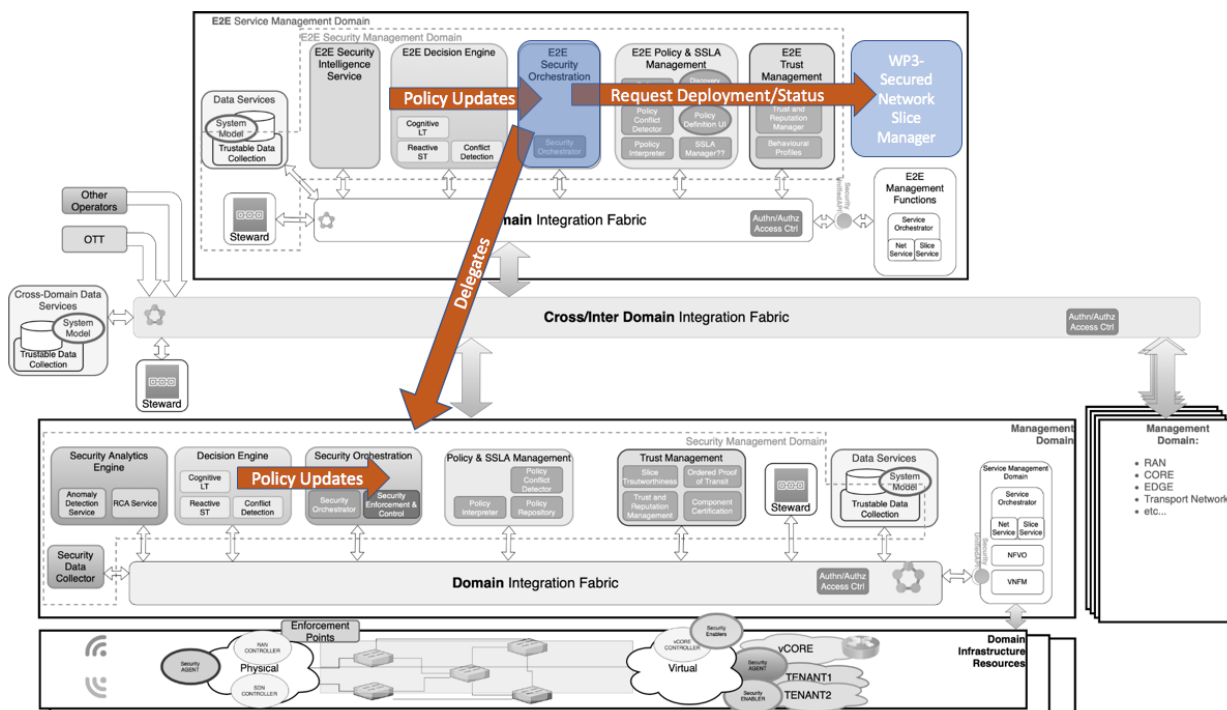 E2E Service Management Domain
E2E Security Management Domain
E2E Security
Intelligence
Service
E2E Decision Engine
Cognitive
LT
Reactive
ST
Conflict
Detection
E2E
Security
Orchestration
Security
Orchestrator
E2E Policy & SSLA
Management
Discovery
Policy
Conflict
Detector
Policy
Definition UI
Ppolicy
Interpreter
SSLA
Manager??
E2E
Trust
Management
Trust and
Reputation
Manager
Behavioural
Profiles
WP3-
Secured
Network
Slice
Manager
Policy Updates
Request Deployment/Status
Delegates
Data Services
System
Model
Trustable Data
Collection
Steward
main Integration Fabric
Authn/Authz
Access Ctrl
Security
UnifiedAPI
E2E
Management
Functions
Service
Orchestrator
Net
Service
Slice
Service
Other
Operators
OTT
Cross-Domain Data
Services
System
Model
Trustable Data
Collection
Steward
Cross/Inter Domain Integration Fabric
Authn/Authz
Access Ctrl
Management
Domain
Security Management Domain
Security Analytics
Engine
Anomaly
Detection
Service
RCA Service
Decision Engine
Cognitive
LT
Reactive
ST
Conflict
Detection
Policy Updates
Security Orchestration
Security
Orchestrator
Security
Enforcement &
Control
Policy & SSLA Management
Policy
Conflict
Detector
Policy
Interpreter
Policy
Repository
Trust Management
Slice
Trsutworthiness
Ordered Proof of
Transit
Trust and
Reputation
Management
Component
Certification
Steward
Data Services
System
Model
Trustable Data
Collection
Service Management
Domain
Service
Orchestrator
Net
Service
Slice
Service
NFVO
VNFM
Security
UnifiedAPI
Security
Data
Collector
Domain Integration Fabric
Authn/Authz
Access Ctrl
Management
Domain:
• RAN
• CORE
• EDGE
• Transport Network
• etc...
Enforcement
Points
RAN
CONTROLLER
Security
AGENT
Physical
SDN
CONTROLLER
Security
Enablers
vCORE
CONTROLLER
Virtual
vCORE
Security
AGENT
TENANT1
Security
ENABLER
TENANT2
Domain
Infrastructure
Resources